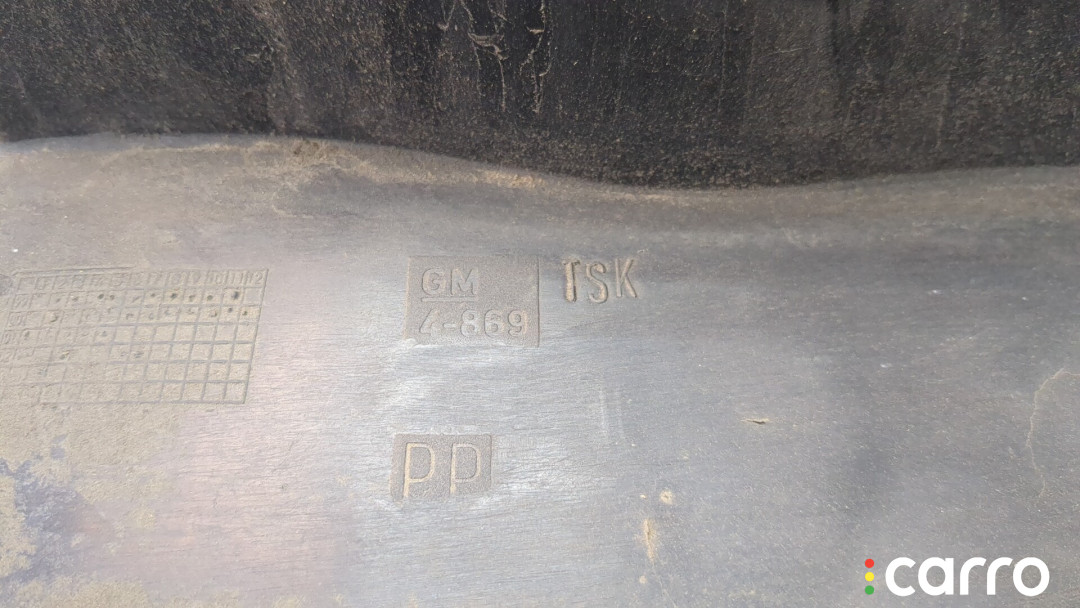 GM TSK
4-869
PP
carro